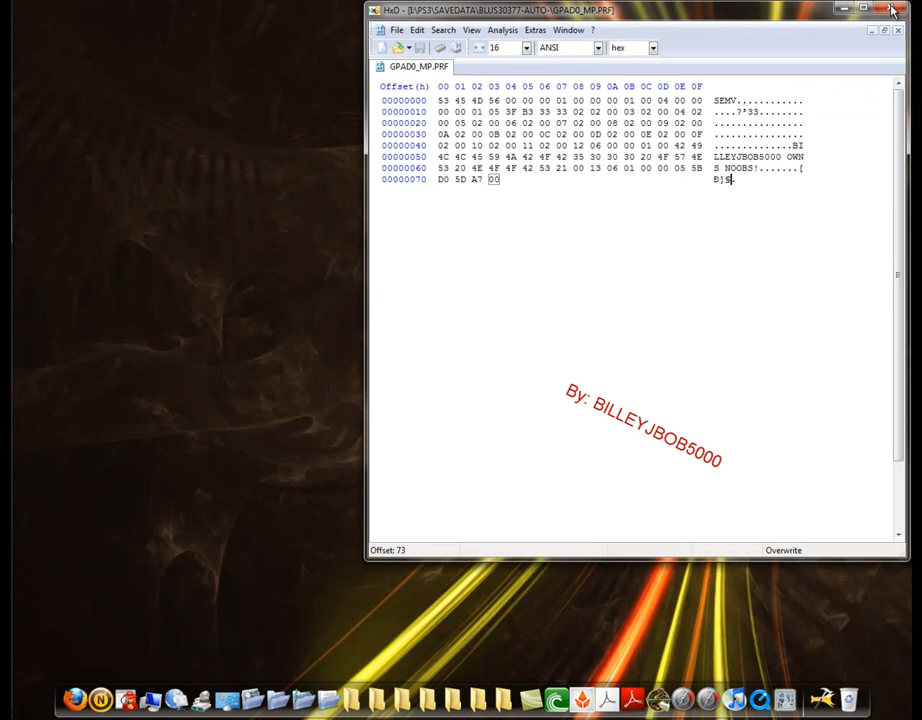 HxD - [I:\PS3\SAVEDATA\BLUS30377-AUTO-\GPAD0_MP.PRF]
File Edit Search View Analysis Extras Window ?
16 ANSI hex
GPAD0_MP.PRF
Offset(h) 00 01 02 03 04 05 06 07 08 09 0A 0B 0C 0D 0E 0F
00000000 53 45 4D 56 00 00 00 01 00 00 00 01 00 04 00 00 SEMV............
00000010 00 00 01 05 3F B3 33 33 02 02 00 03 02 00 04 02 ....?³33........
00000020 00 05 02 00 06 02 00 07 02 00 08 02 00 09 02 00 ................
00000030 0A 02 00 0B 02 00 0C 02 00 0D 02 00 0E 02 00 0F ................
00000040 02 00 10 02 00 11 02 00 12 06 00 00 01 00 42 49 ..............BI
00000050 4C 4C 45 59 4A 42 4F 42 35 30 30 30 20 4F 57 4E LLEYJBOB5000 OWN
00000060 53 20 4E 4F 4F 42 53 21 00 13 06 01 00 00 05 5B S NOOBS!.......[
00000070 D0 5D A7 00 Ð]§.
By: BILLEYJBOB5000
Offset: 73 Overwrite